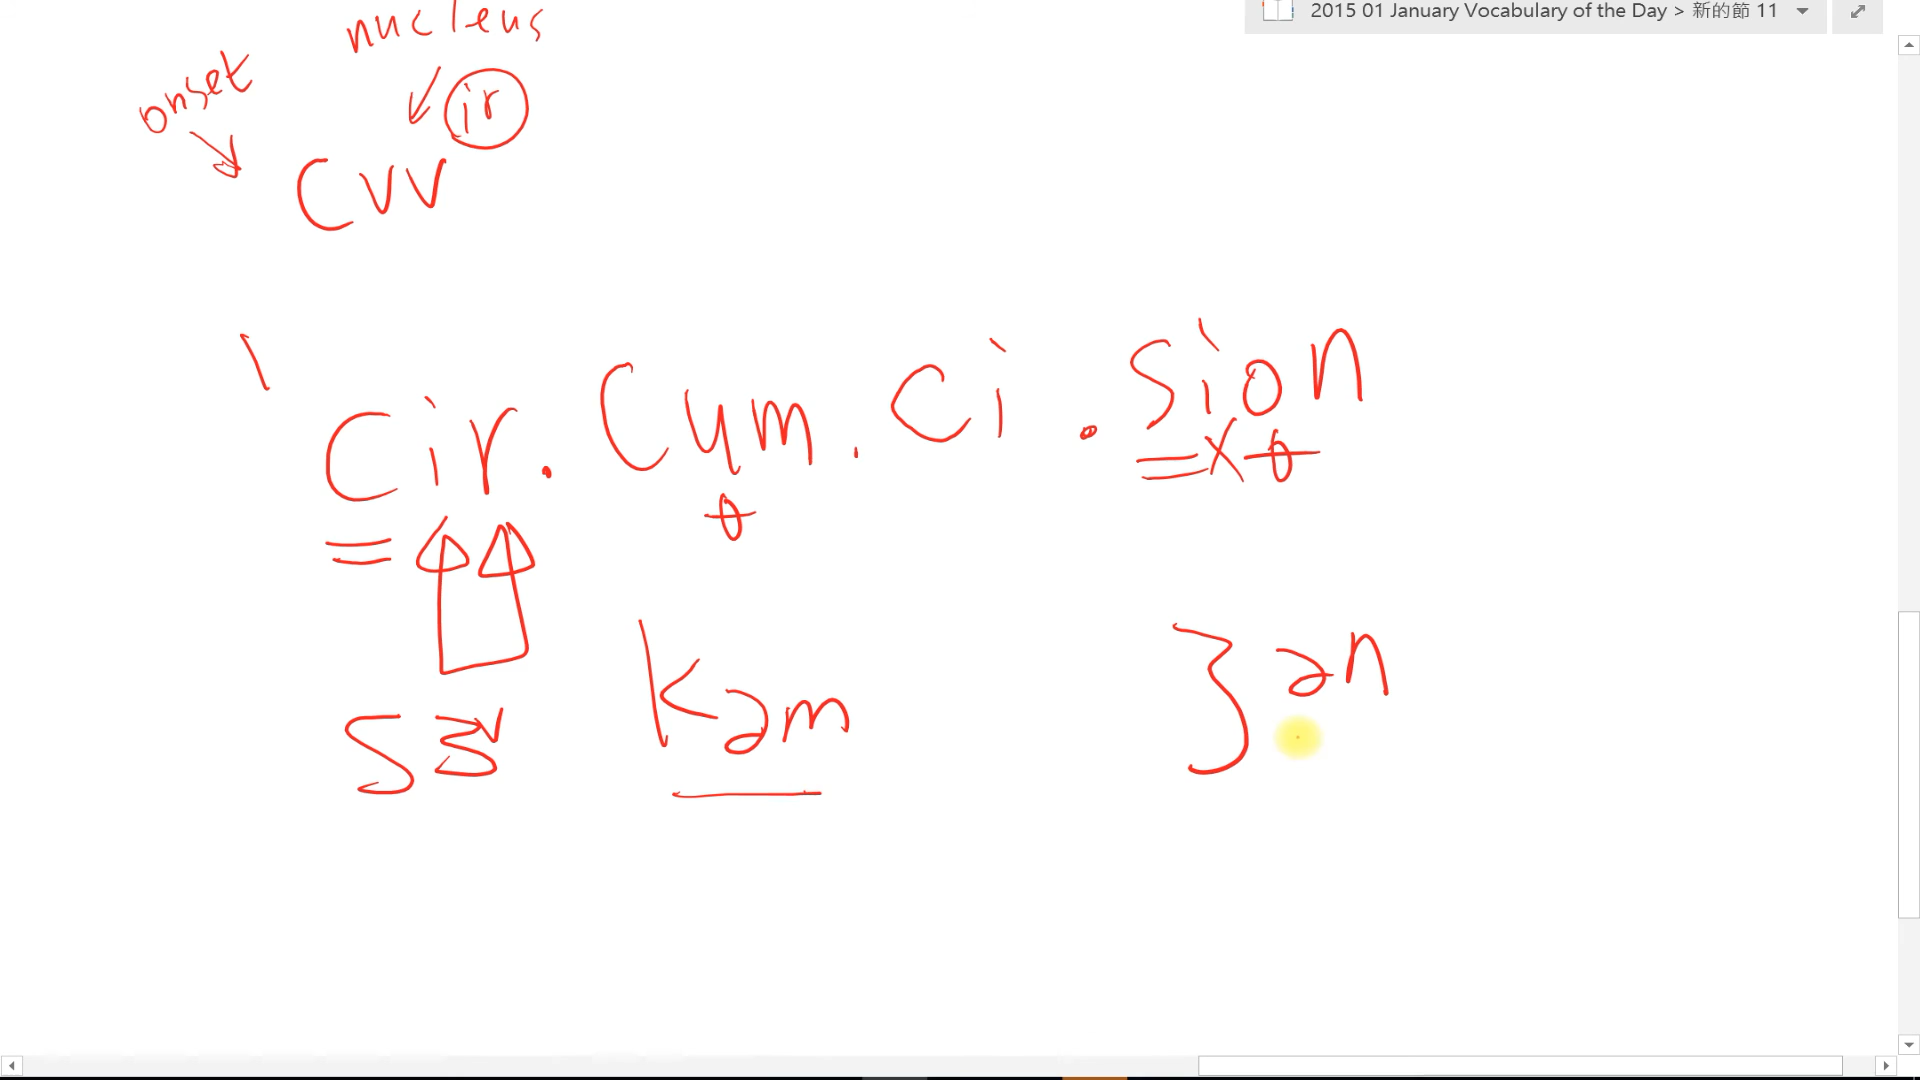 2015 01 January Vocabulary of the Day > 新的節 11
nucleus
onset
ir
Cvv
Cir. Cum. Ci. Sion
x
sɝ kəm ʒən